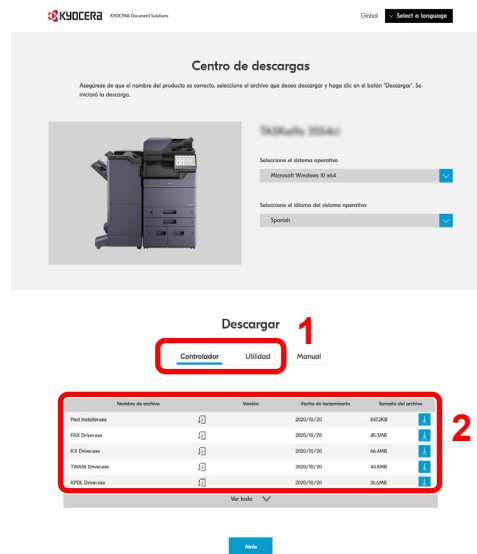 KYOCERA KYOCERA Document Solutions
Global Select a language
Centro de descargas
Asegúrese de que el nombre del producto es correcto, seleccione el archivo que desea descargar y haga clic en el botón "Descargar". Se
iniciará la descarga.
Seleccione el sistema operativo
Microsoft Windows 10 x64
Seleccione el idioma del sistema operativo
Spanish
Descargar
1
Controlador Utilidad Manual
Nombre de archivo Versión Fecha de lanzamiento Tamaño del archivo
2
Port Installer.exe 2020/10/20 847.2KB
FAX Driver.exe 2020/10/20 45.3MB
KX Driver.exe 2020/10/20 66.4MB
TWAIN Driver.exe 2020/10/20 44.8MB
KPDL Driver.exe 2020/10/20 26.6MB
Ver todo
Atrás